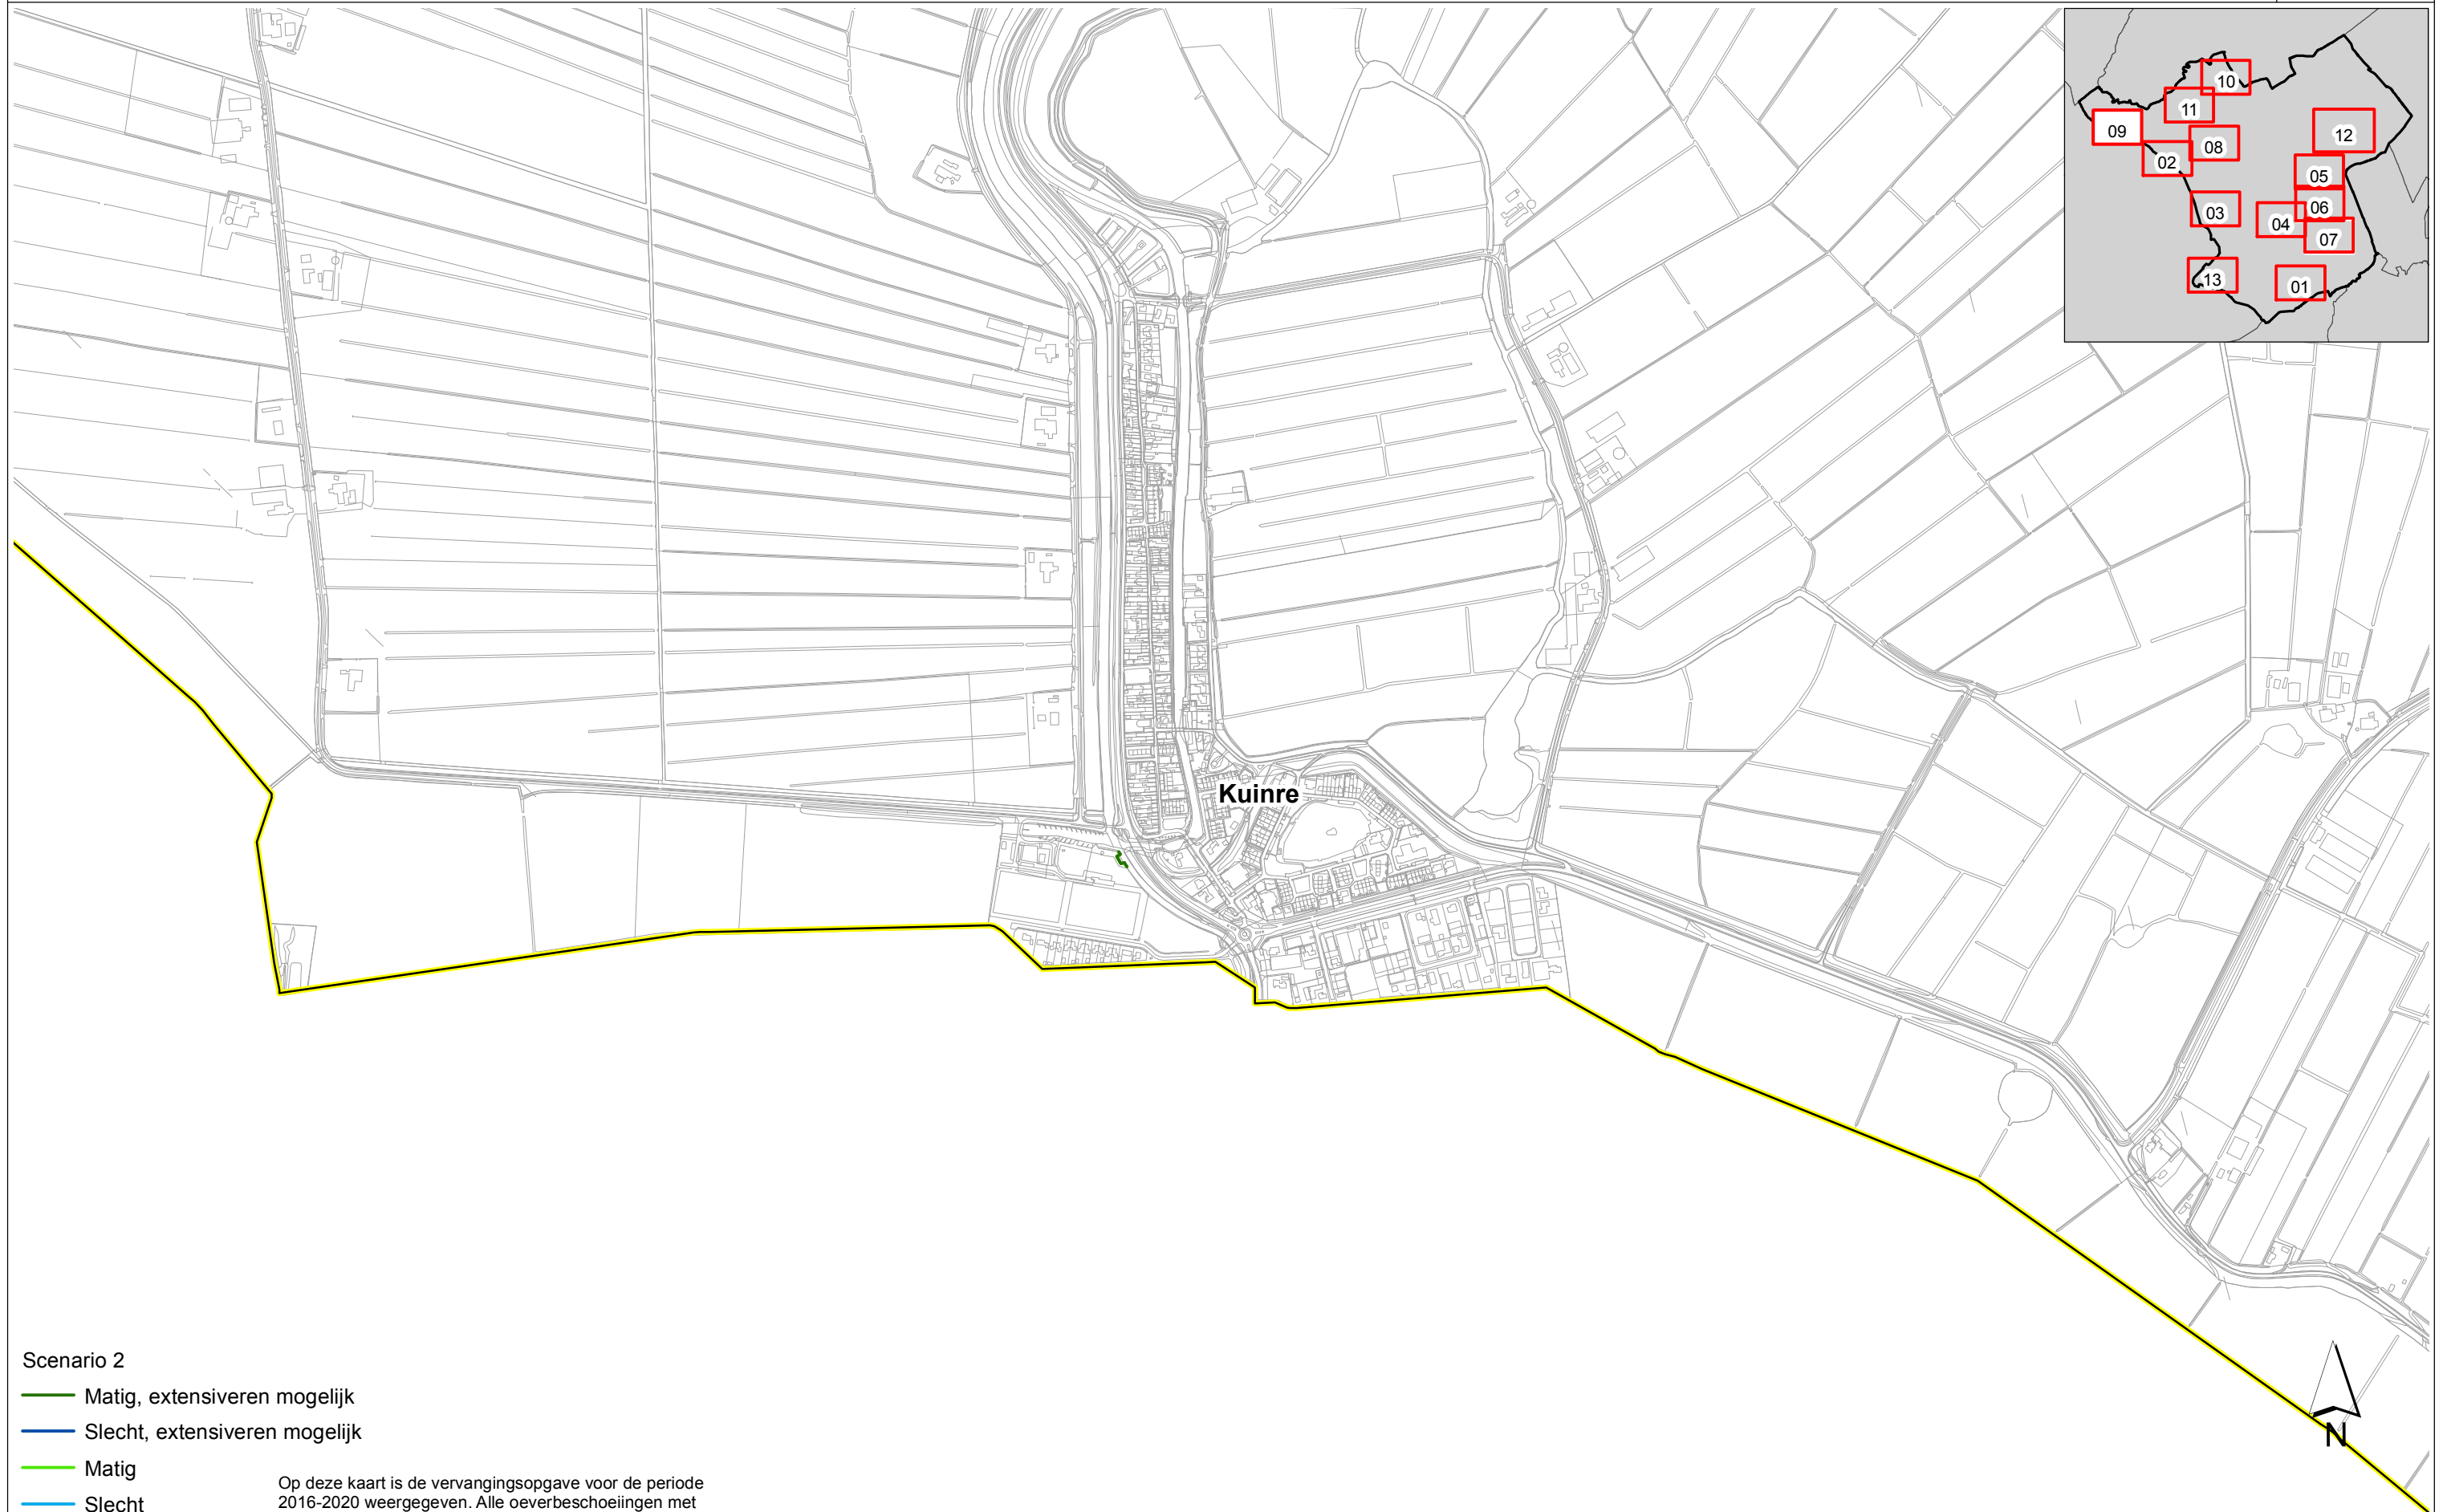 10
11
09
12
08
02
05
03
06
04
07
13
01
Kuinre
Scenario 2
Matig, extensiveren mogelijk
Slecht, extensiveren mogelijk
Matig
Slecht
Op deze kaart is de vervangingsopgave voor de periode
2016-2020 weergegeven. Alle oeverbeschoeiingen met
N